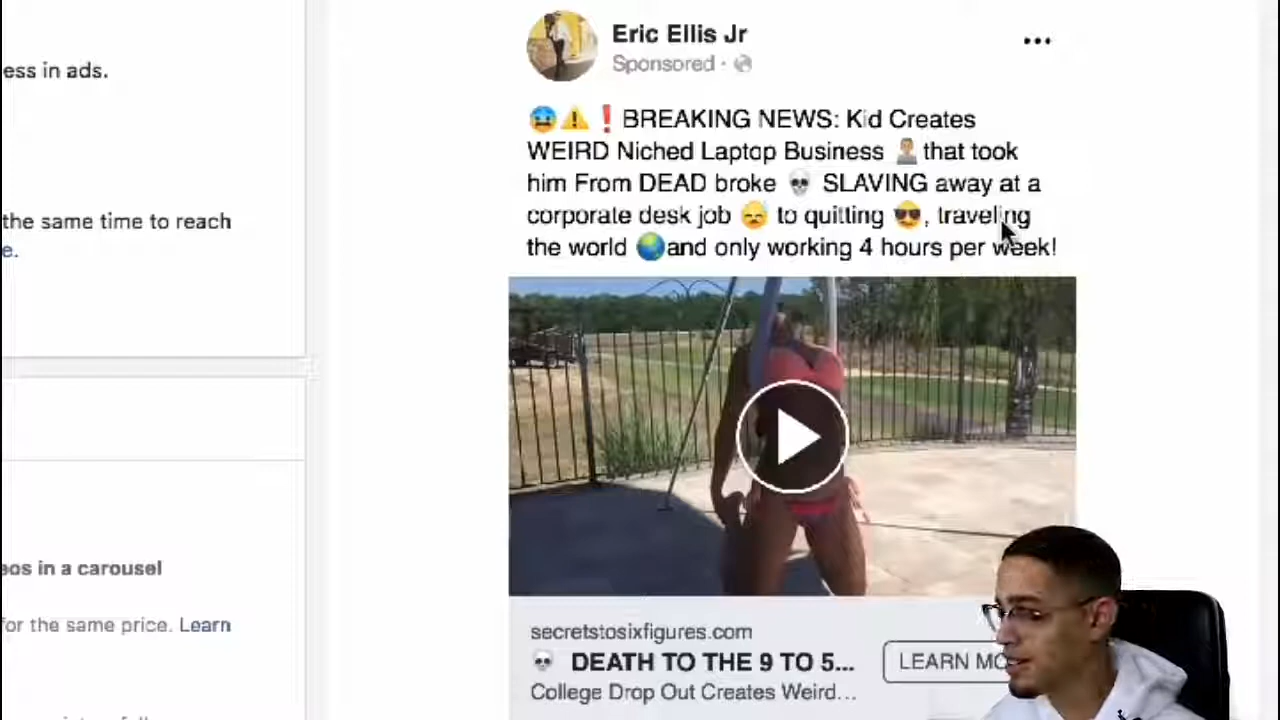 Eric Ellis Jr
Sponsored ·
ess in ads.
😰⚠️❗BREAKING NEWS: Kid Creates
WEIRD Niched Laptop Business 👨🏽‍💻that took
him From DEAD broke 💀 SLAVING away at a
corporate desk job 😓 to quitting 😎, traveling
the world 🌎and only working 4 hours per week!
the same time to reach
e.
eos in a carousel
for the same price. Learn
secretstosixfigures.com
💀 DEATH TO THE 9 TO 5...
LEARN MO
College Drop Out Creates Weird...